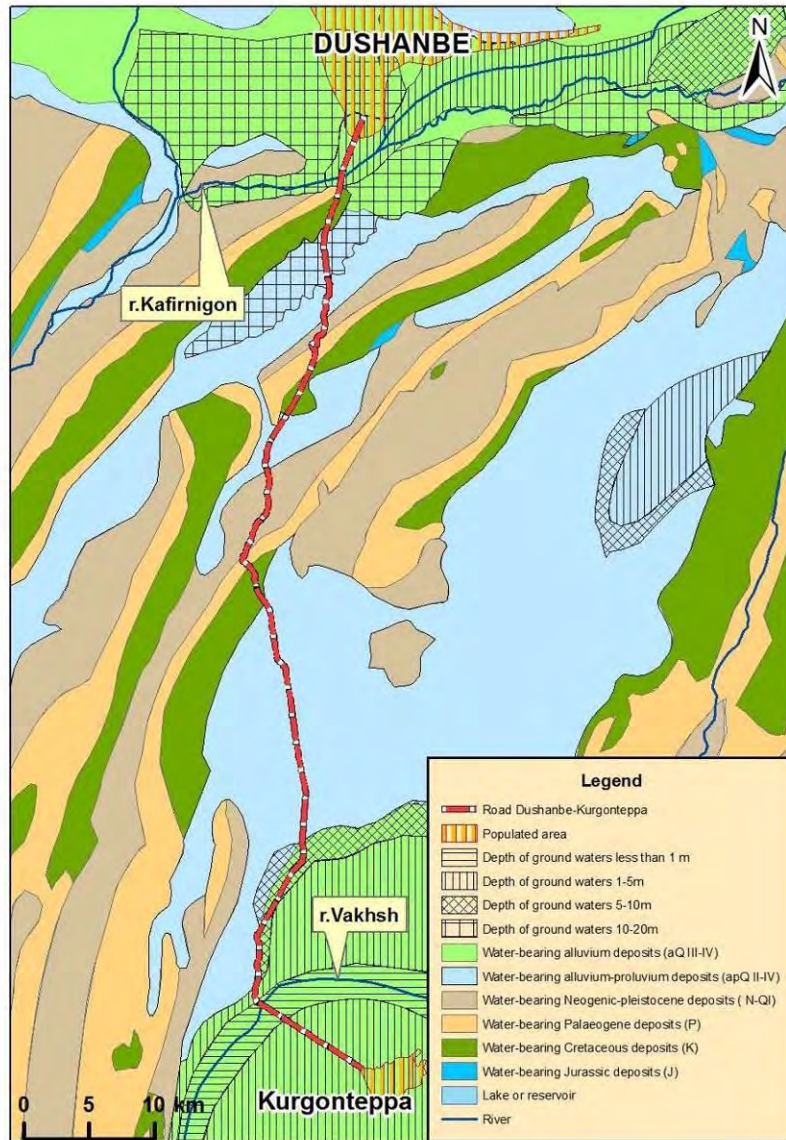 DUSHANBE
N
r.Kafirnigon
r.Vakhsh
Kurgonteppa
0 5 10 km
Legend
Road Dushanbe-Kurgonteppa
Populated area
Depth of ground waters less than 1 m
Depth of ground waters 1-5m
Depth of ground waters 5-10m
Depth of ground waters 10-20m
Water-bearing alluvium deposits (aQ III-IV)
Water-bearing alluvium-proluvium deposits (apQ II-IV)
Water-bearing Neogenic-pleistocene deposits ( N-QI)
Water-bearing Palaeogene deposits (P)
Water-bearing Cretaceous deposits (K)
Water-bearing Jurassic deposits (J)
Lake or reservoir
River